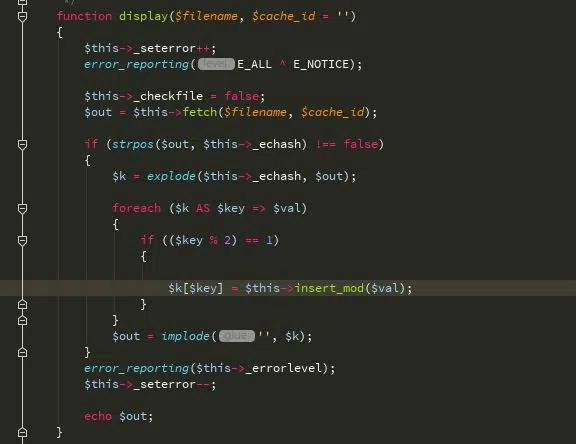 */
function display($filename, $cache_id = '')
{
$this->_seterror++;
error_reporting( level: E_ALL ^ E_NOTICE);
$this->_checkfile = false;
$out = $this->fetch($filename, $cache_id);
if (strpos($out, $this->_echash) !== false)
{
$k = explode($this->_echash, $out);
foreach ($k AS $key => $val)
{
if (($key % 2) == 1)
{
$k[$key] = $this->insert_mod($val);
}
}
$out = implode( glue: '', $k);
}
error_reporting($this->_errorlevel);
$this->_seterror--;
echo $out;
}